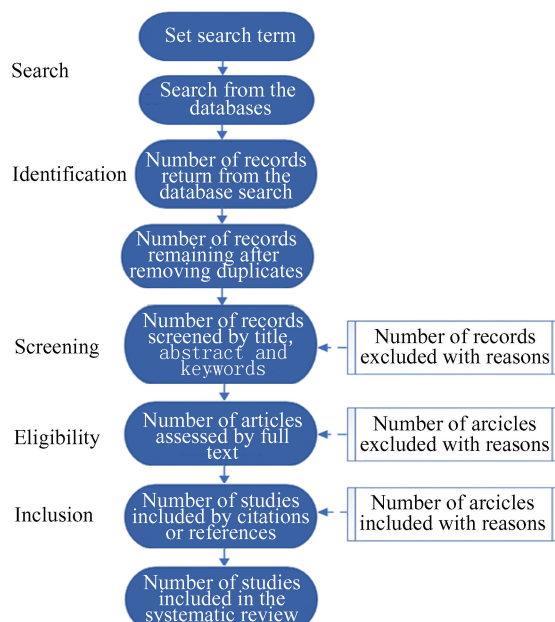 Set search term
Search
Search from the
databases
Number of records
return from the
database search
Identification
Number of records
remaining after
removing duplicates
Number of records
screened by title,
abstract and
keywords
Screening
Number of records
excluded with reasons
Number of articles
assessed by full
text
Eligibility
Number of arcicles
excluded with reasons
Number of studies
included by citations
or references
Inclusion
Number of arcicles
included with reasons
Number of studies
included in the
systematic review